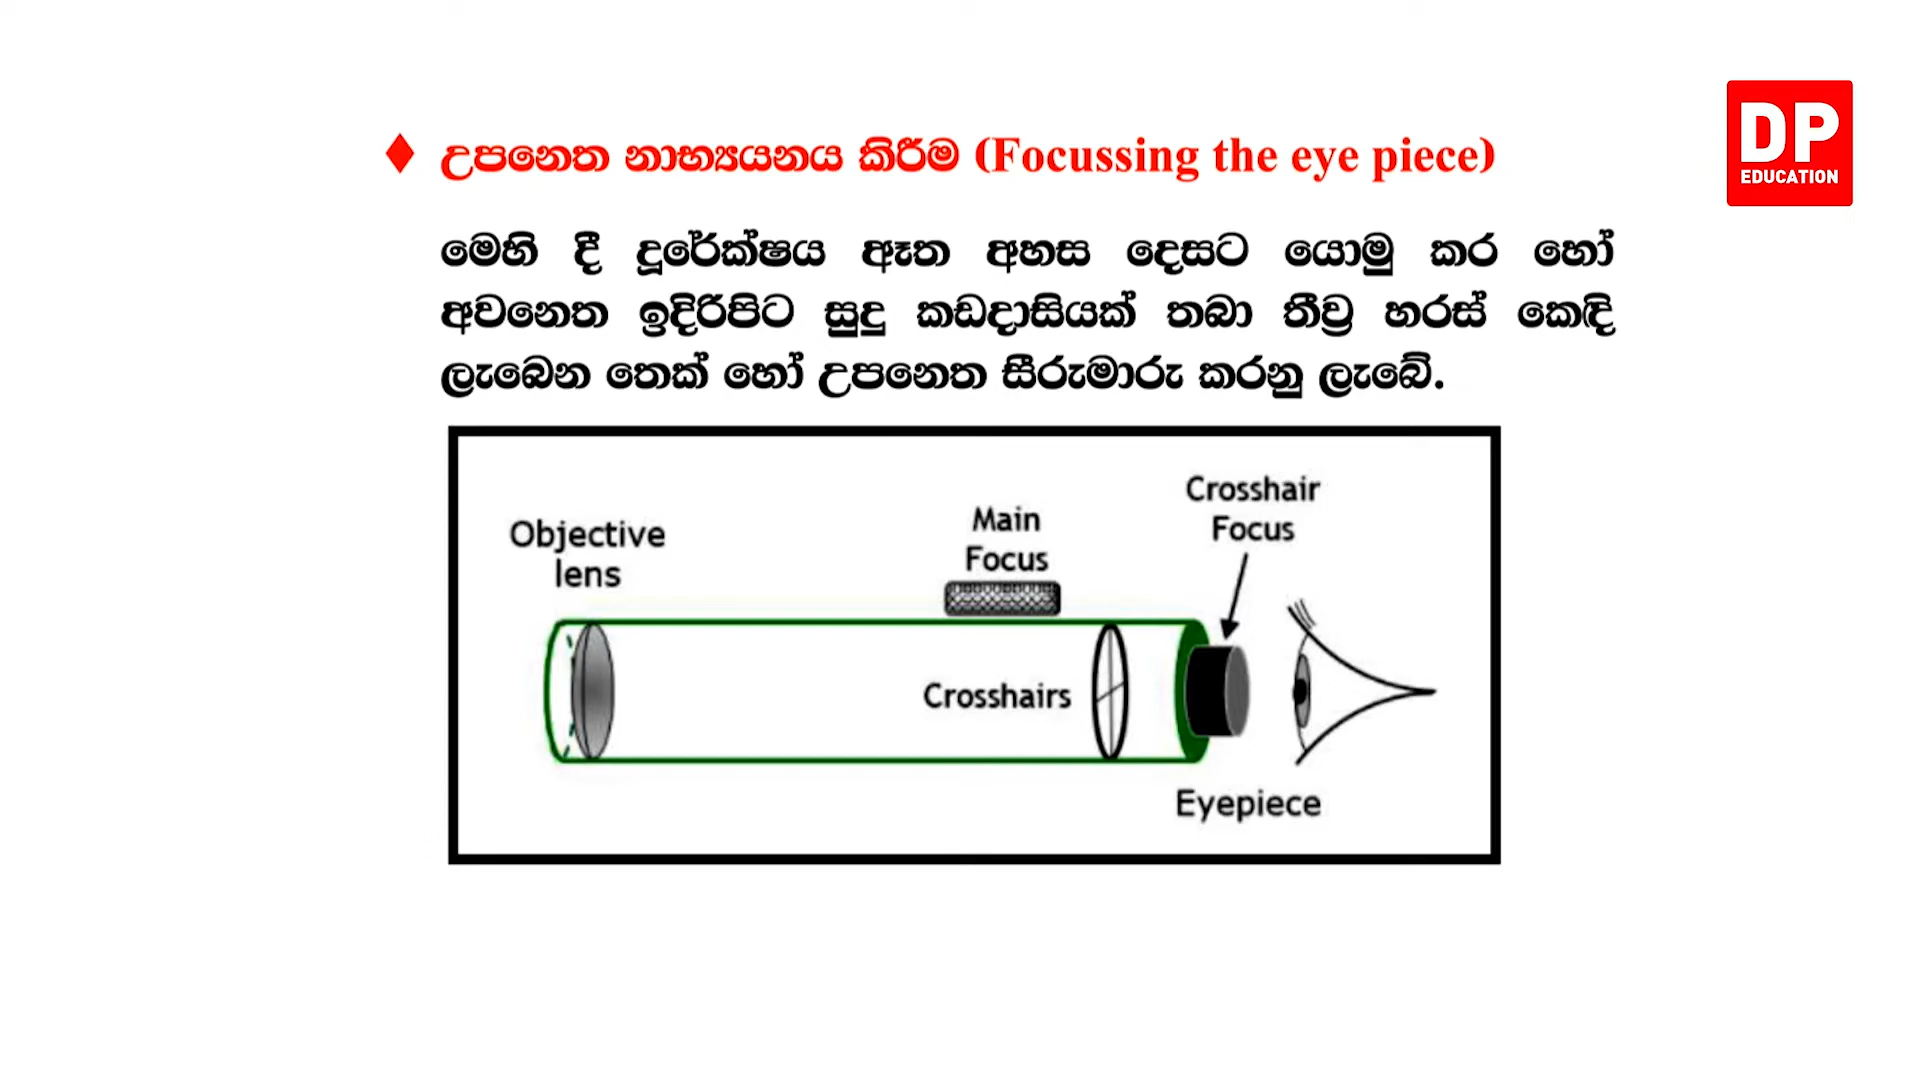 DP
EDUCATION
♦ උපනෙත නාභ්‍යයනය කිරීම (Focussing the eye piece)
මෙහි දී දූරේක්ෂය ඈත අහස දෙසට යොමු කර හෝ
අවනෙත ඉදිරිපිට සුදු කඩදාසියක් තබා තීව්‍ර හරස් කෙඳි
ලැබෙන තෙක් හෝ උපනෙත සීරුමාරු කරනු ලැබේ.
Crosshair
Focus
Main
Focus
Objective
lens
Crosshairs
Eyepiece